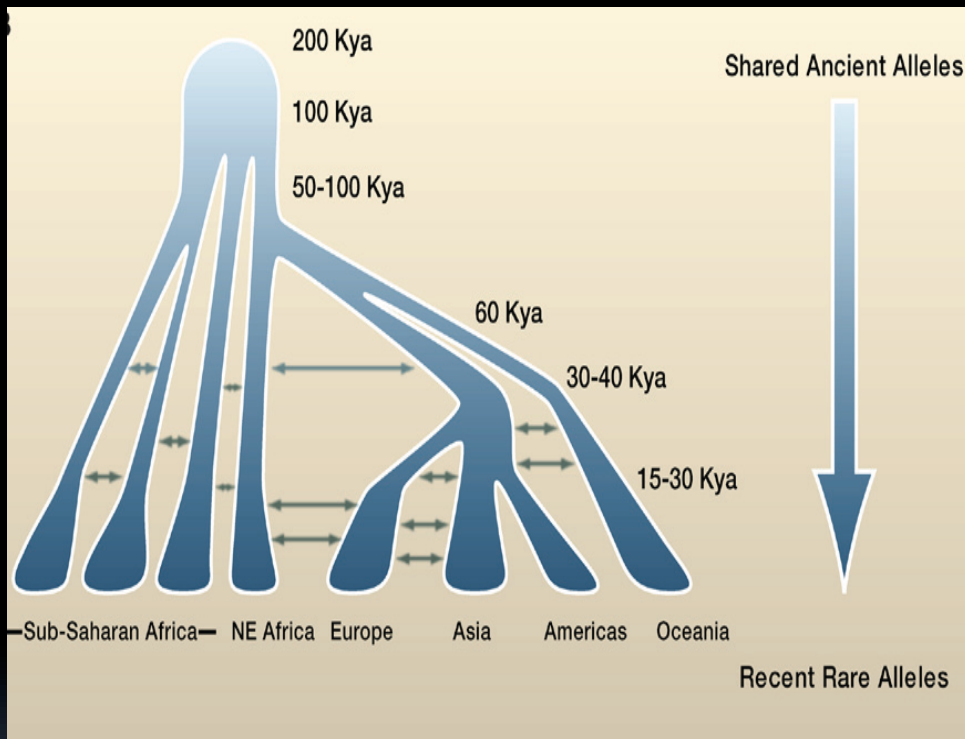 200 Kya
Shared Ancient Alleles
100 Kya
50-100 Kya
60 Kya
30-40 Kya
15-30 Kya
Sub-Saharan Africa
NE Africa
Europe
Asia
Americas
Oceania
Recent Rare Alleles